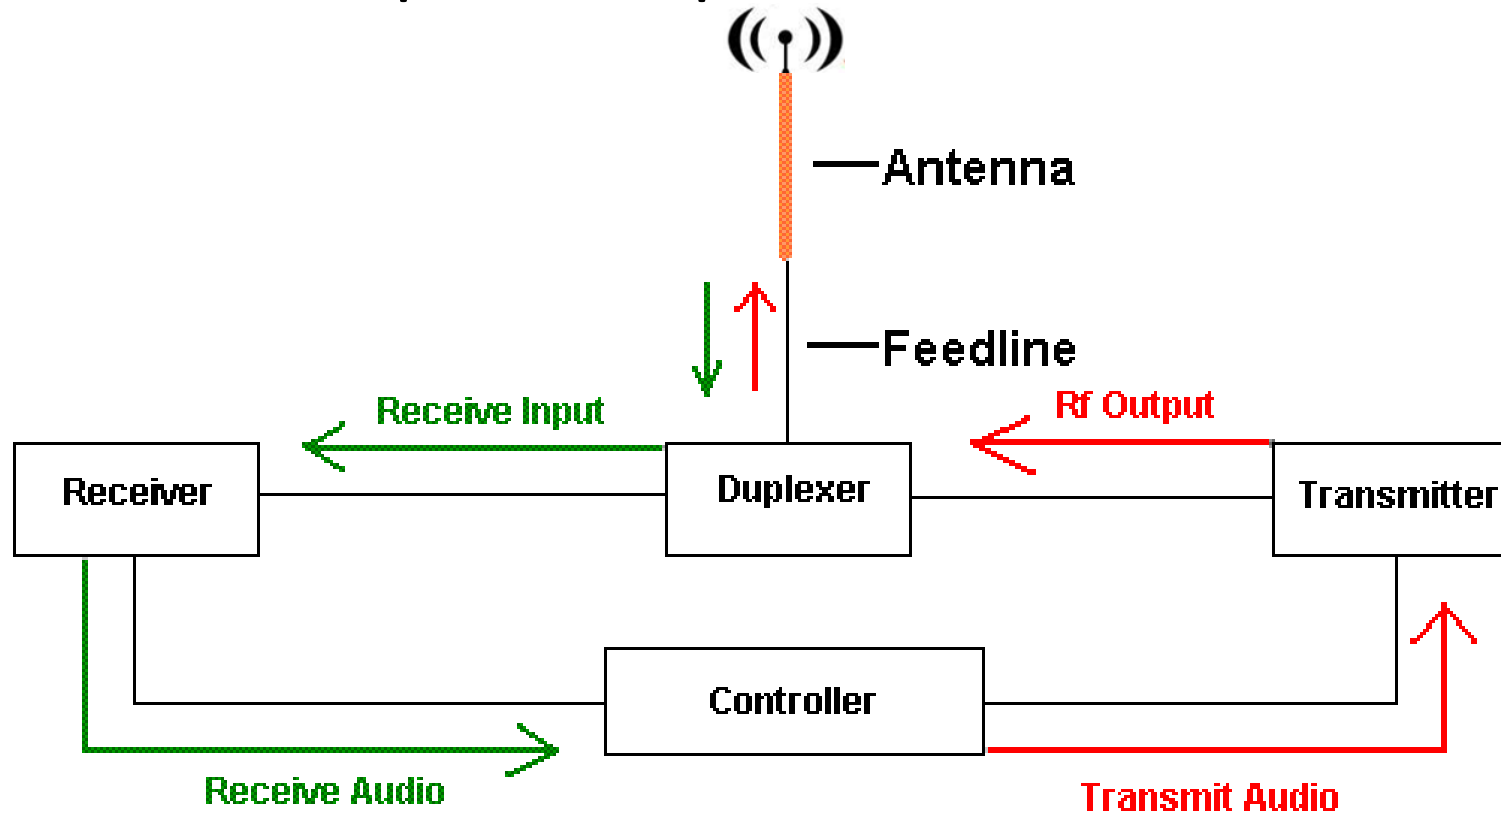 Antenna
Feedline
Receive Input
Rf Output
Receiver
Duplexer
Transmitter
Controller
Receive Audio
Transmit Audio